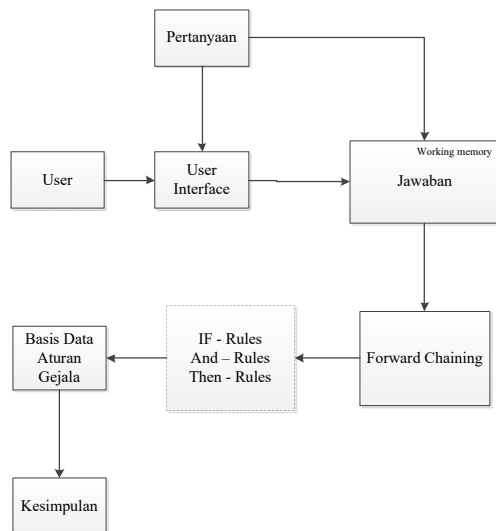 Pertanyaan
Working memory
User
User
Interface
Jawaban
Basis Data
Aturan
Gejala
IF - Rules
And – Rules
Then - Rules
Forward Chaining
Kesimpulan